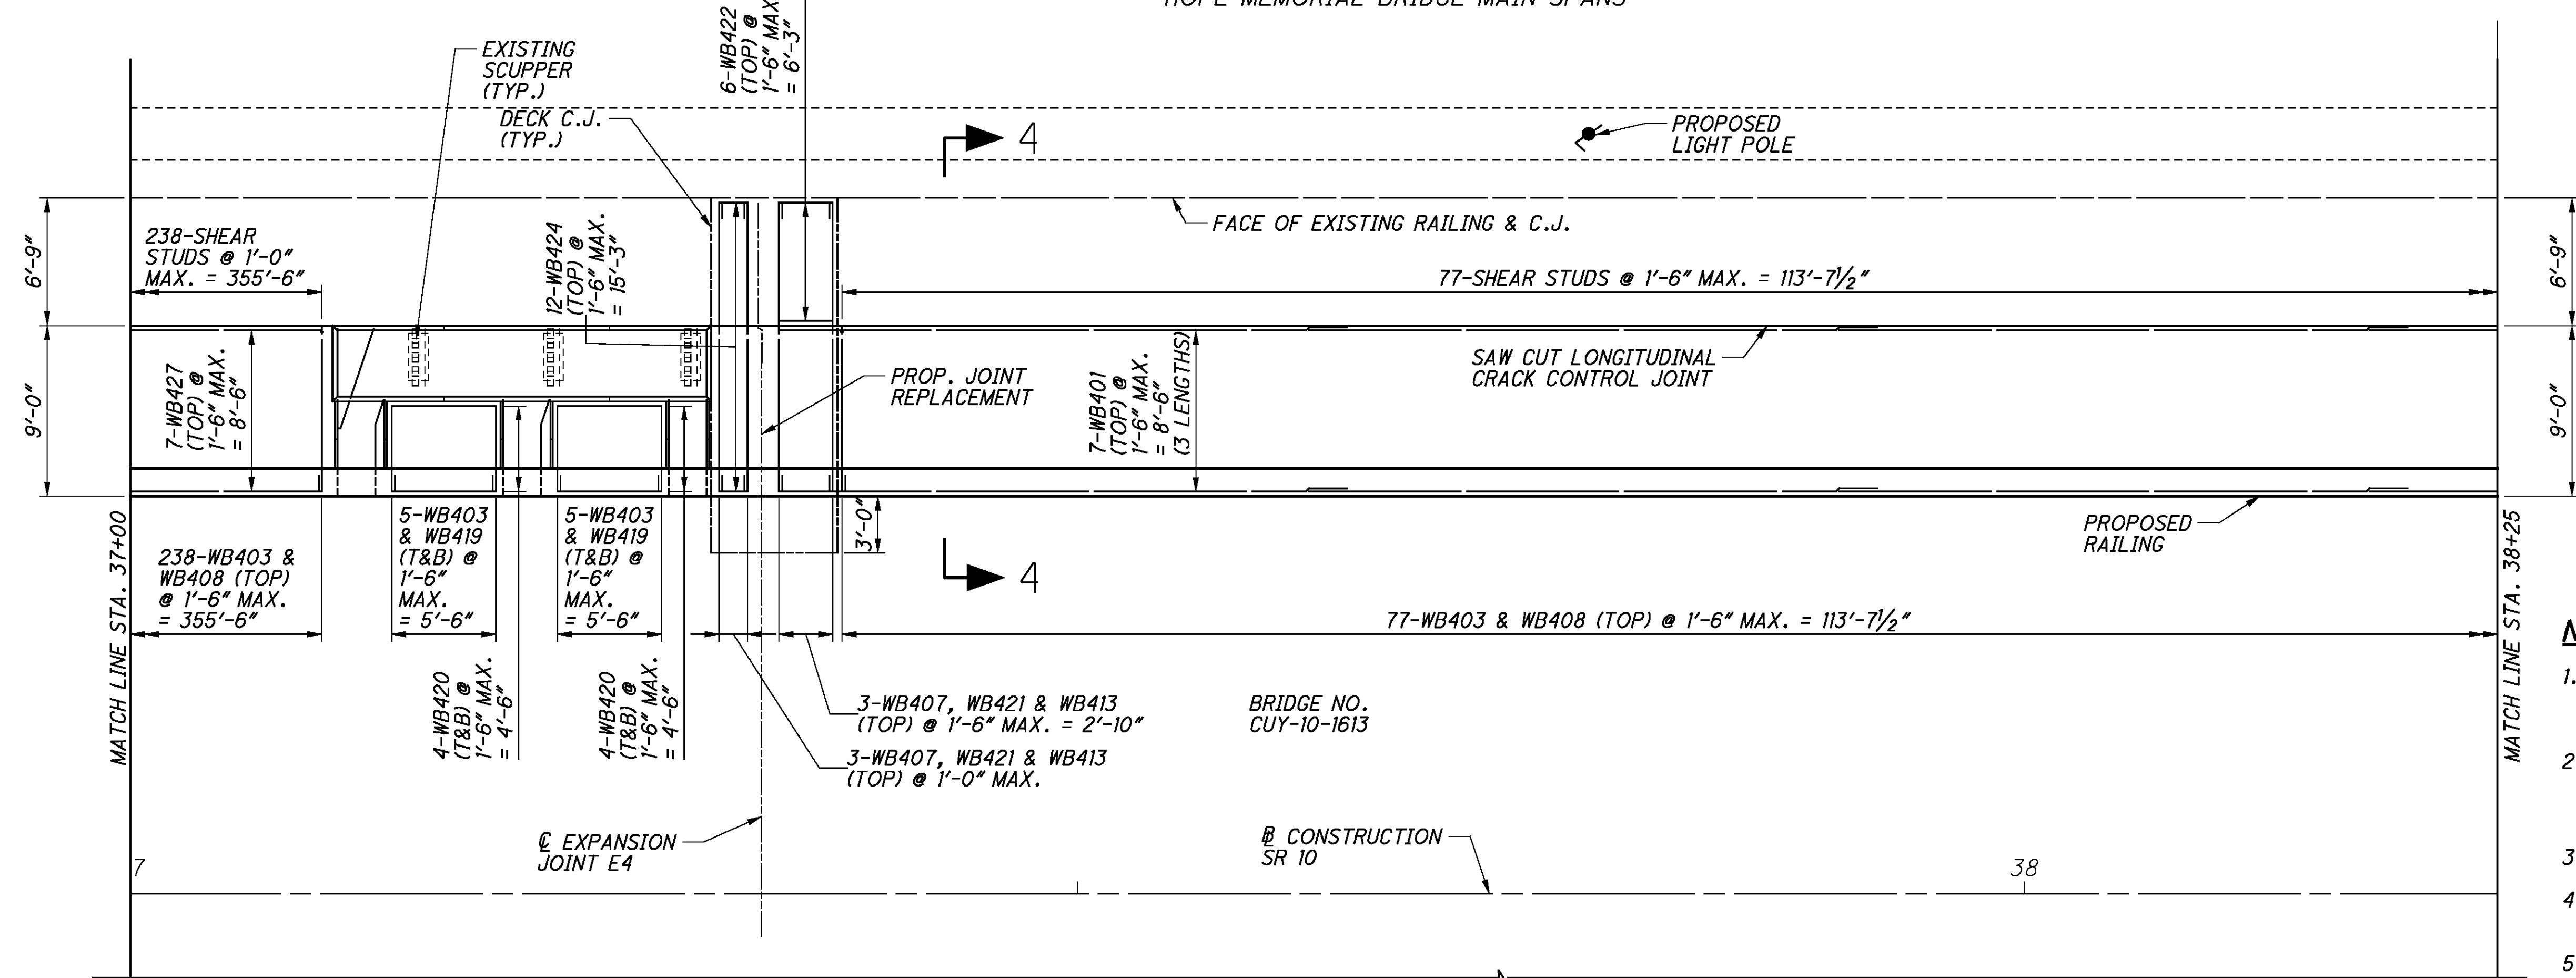 HOPE MEMORIAL BRIDGE MAIN SPANS
6-WB422
(TOP) @
1'-6" MAX
= 6'-3"
EXISTING
SCUPPER
(TYP.)
DECK C.J.
(TYP.)
4
PROPOSED
LIGHT POLE
FACE OF EXISTING RAILING & C.J.
6'-9"
238-SHEAR
STUDS @ 1'-0"
MAX. = 355'-6"
12-WB424
(TOP) @
1'-6" MAX.
= 15'-3"
77-SHEAR STUDS @ 1'-6" MAX. = 113'-7½"
6'-9"
9'-0"
7-WB427
(TOP) @
1'-6" MAX.
= 8'-6"
PROP. JOINT
REPLACEMENT
7-WB401
(TOP) @
1'-6" MAX.
= 8'-6"
(3 LENGTHS)
SAW CUT LONGITUDINAL
CRACK CONTROL JOINT
9'-0"
MATCH LINE STA. 37+00
238-WB403 &
WB408 (TOP)
@ 1'-6" MAX.
= 355'-6"
5-WB403
& WB419
(T&B) @
1'-6"
MAX.
= 5'-6"
5-WB403
& WB419
(T&B) @
1'-6"
MAX.
= 5'-6"
3'-0"
4
PROPOSED
RAILING
MATCH LINE STA. 38+25
77-WB403 & WB408 (TOP) @ 1'-6" MAX. = 113'-7½"
4-WB420
(T&B) @
1'-6" MAX.
= 4'-6"
4-WB420
(T&B) @
1'-6" MAX.
= 4'-6"
3-WB407, WB421 & WB413
(TOP) @ 1'-6" MAX. = 2'-10"
3-WB407, WB421 & WB413
(TOP) @ 1'-0" MAX.
BRIDGE NO.
CUY-10-1613
℄ EXPANSION
JOINT E4
BL CONSTRUCTION
SR 10
7
38
N
1.
2
3
4
5